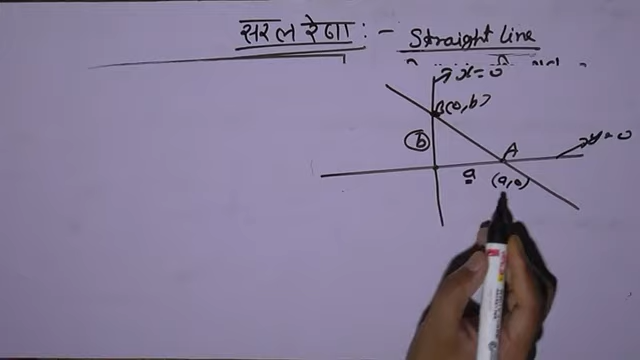 सरल रेखा :- Straight Line
x=0
B(0,b)
b
A
y=0
a
(a,0)